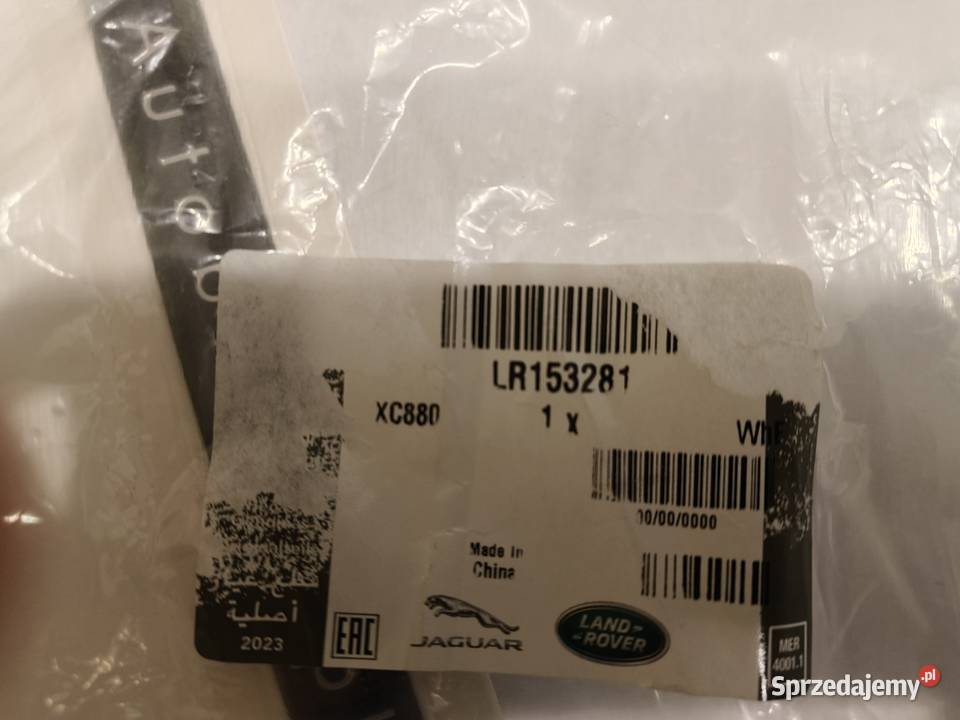 Autob
LR153281
XC880
1 x
00/00/0000
Made in
China
أصلية
2023
EAC
JAGUAR
LAND-
-ROVER
MER
4001.1
Sprzedajemy.pl